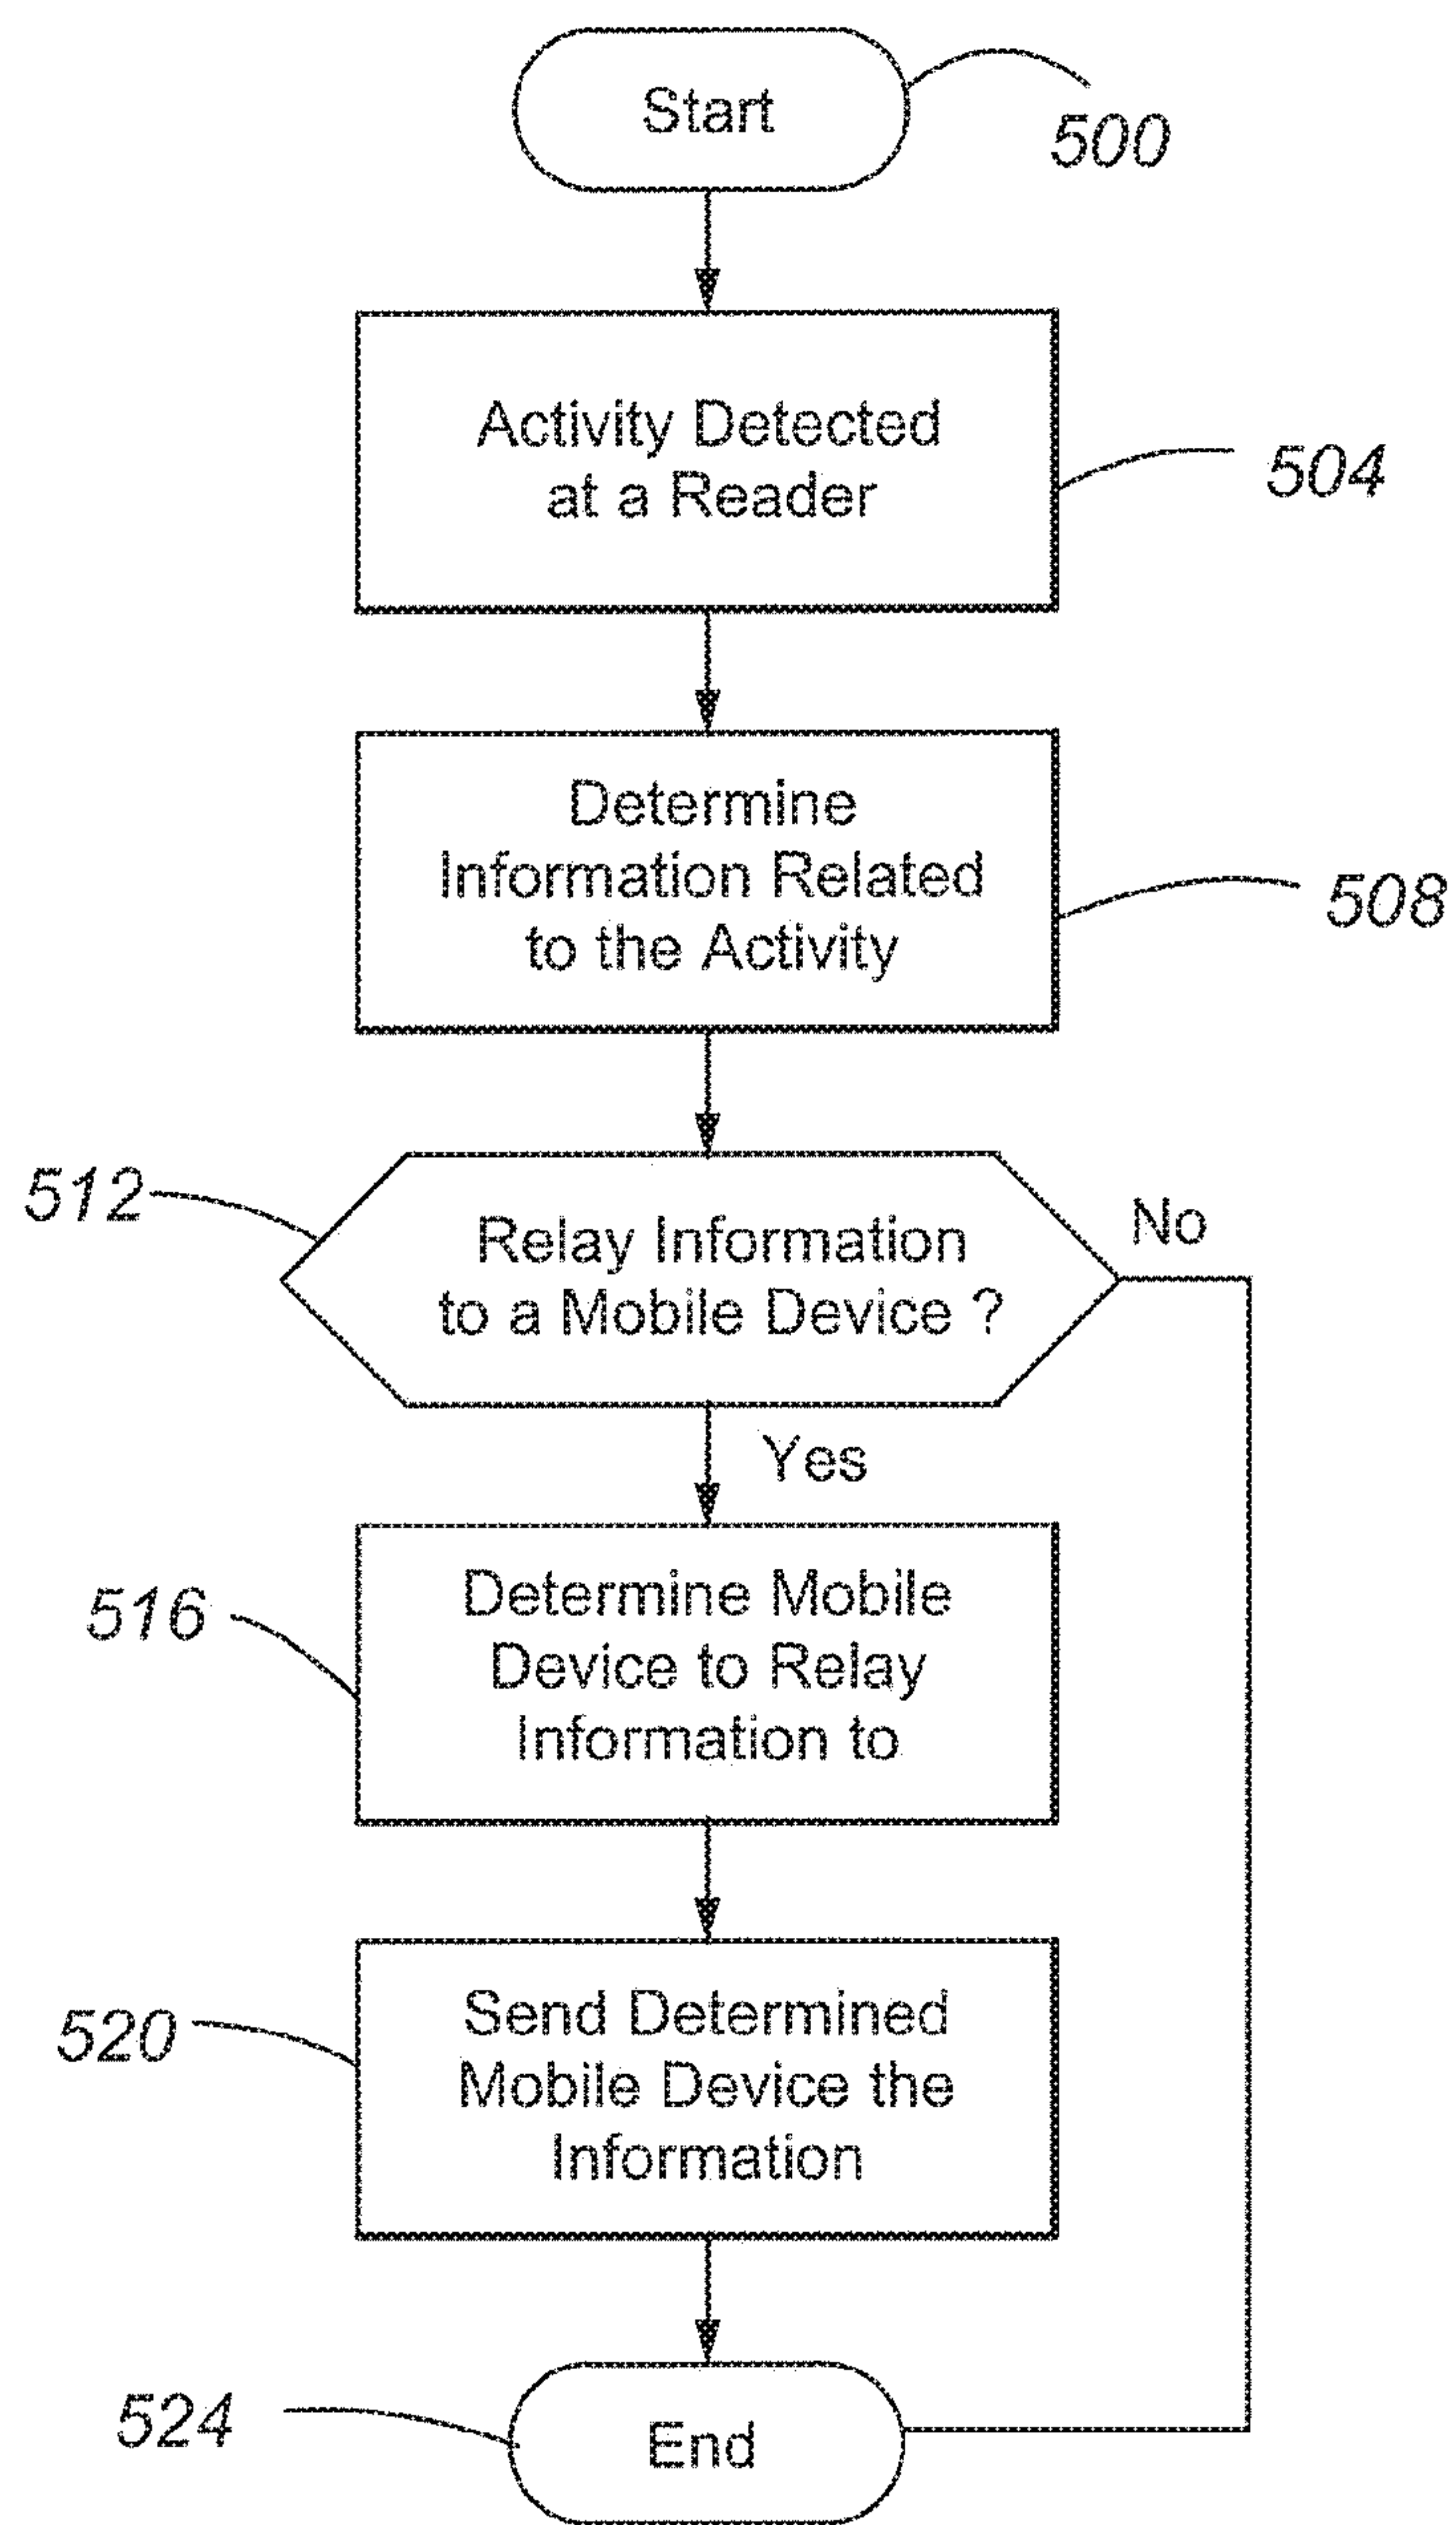 Start
500
Activity Detected
at a Reader
504
Determine
Information Related
to the Activity
508
512
Relay Information
to a Mobile Device ?
No
Yes
516
Determine Mobile
Device to Relay
Information to
520
Send Determined
Mobile Device the
Information
524
End